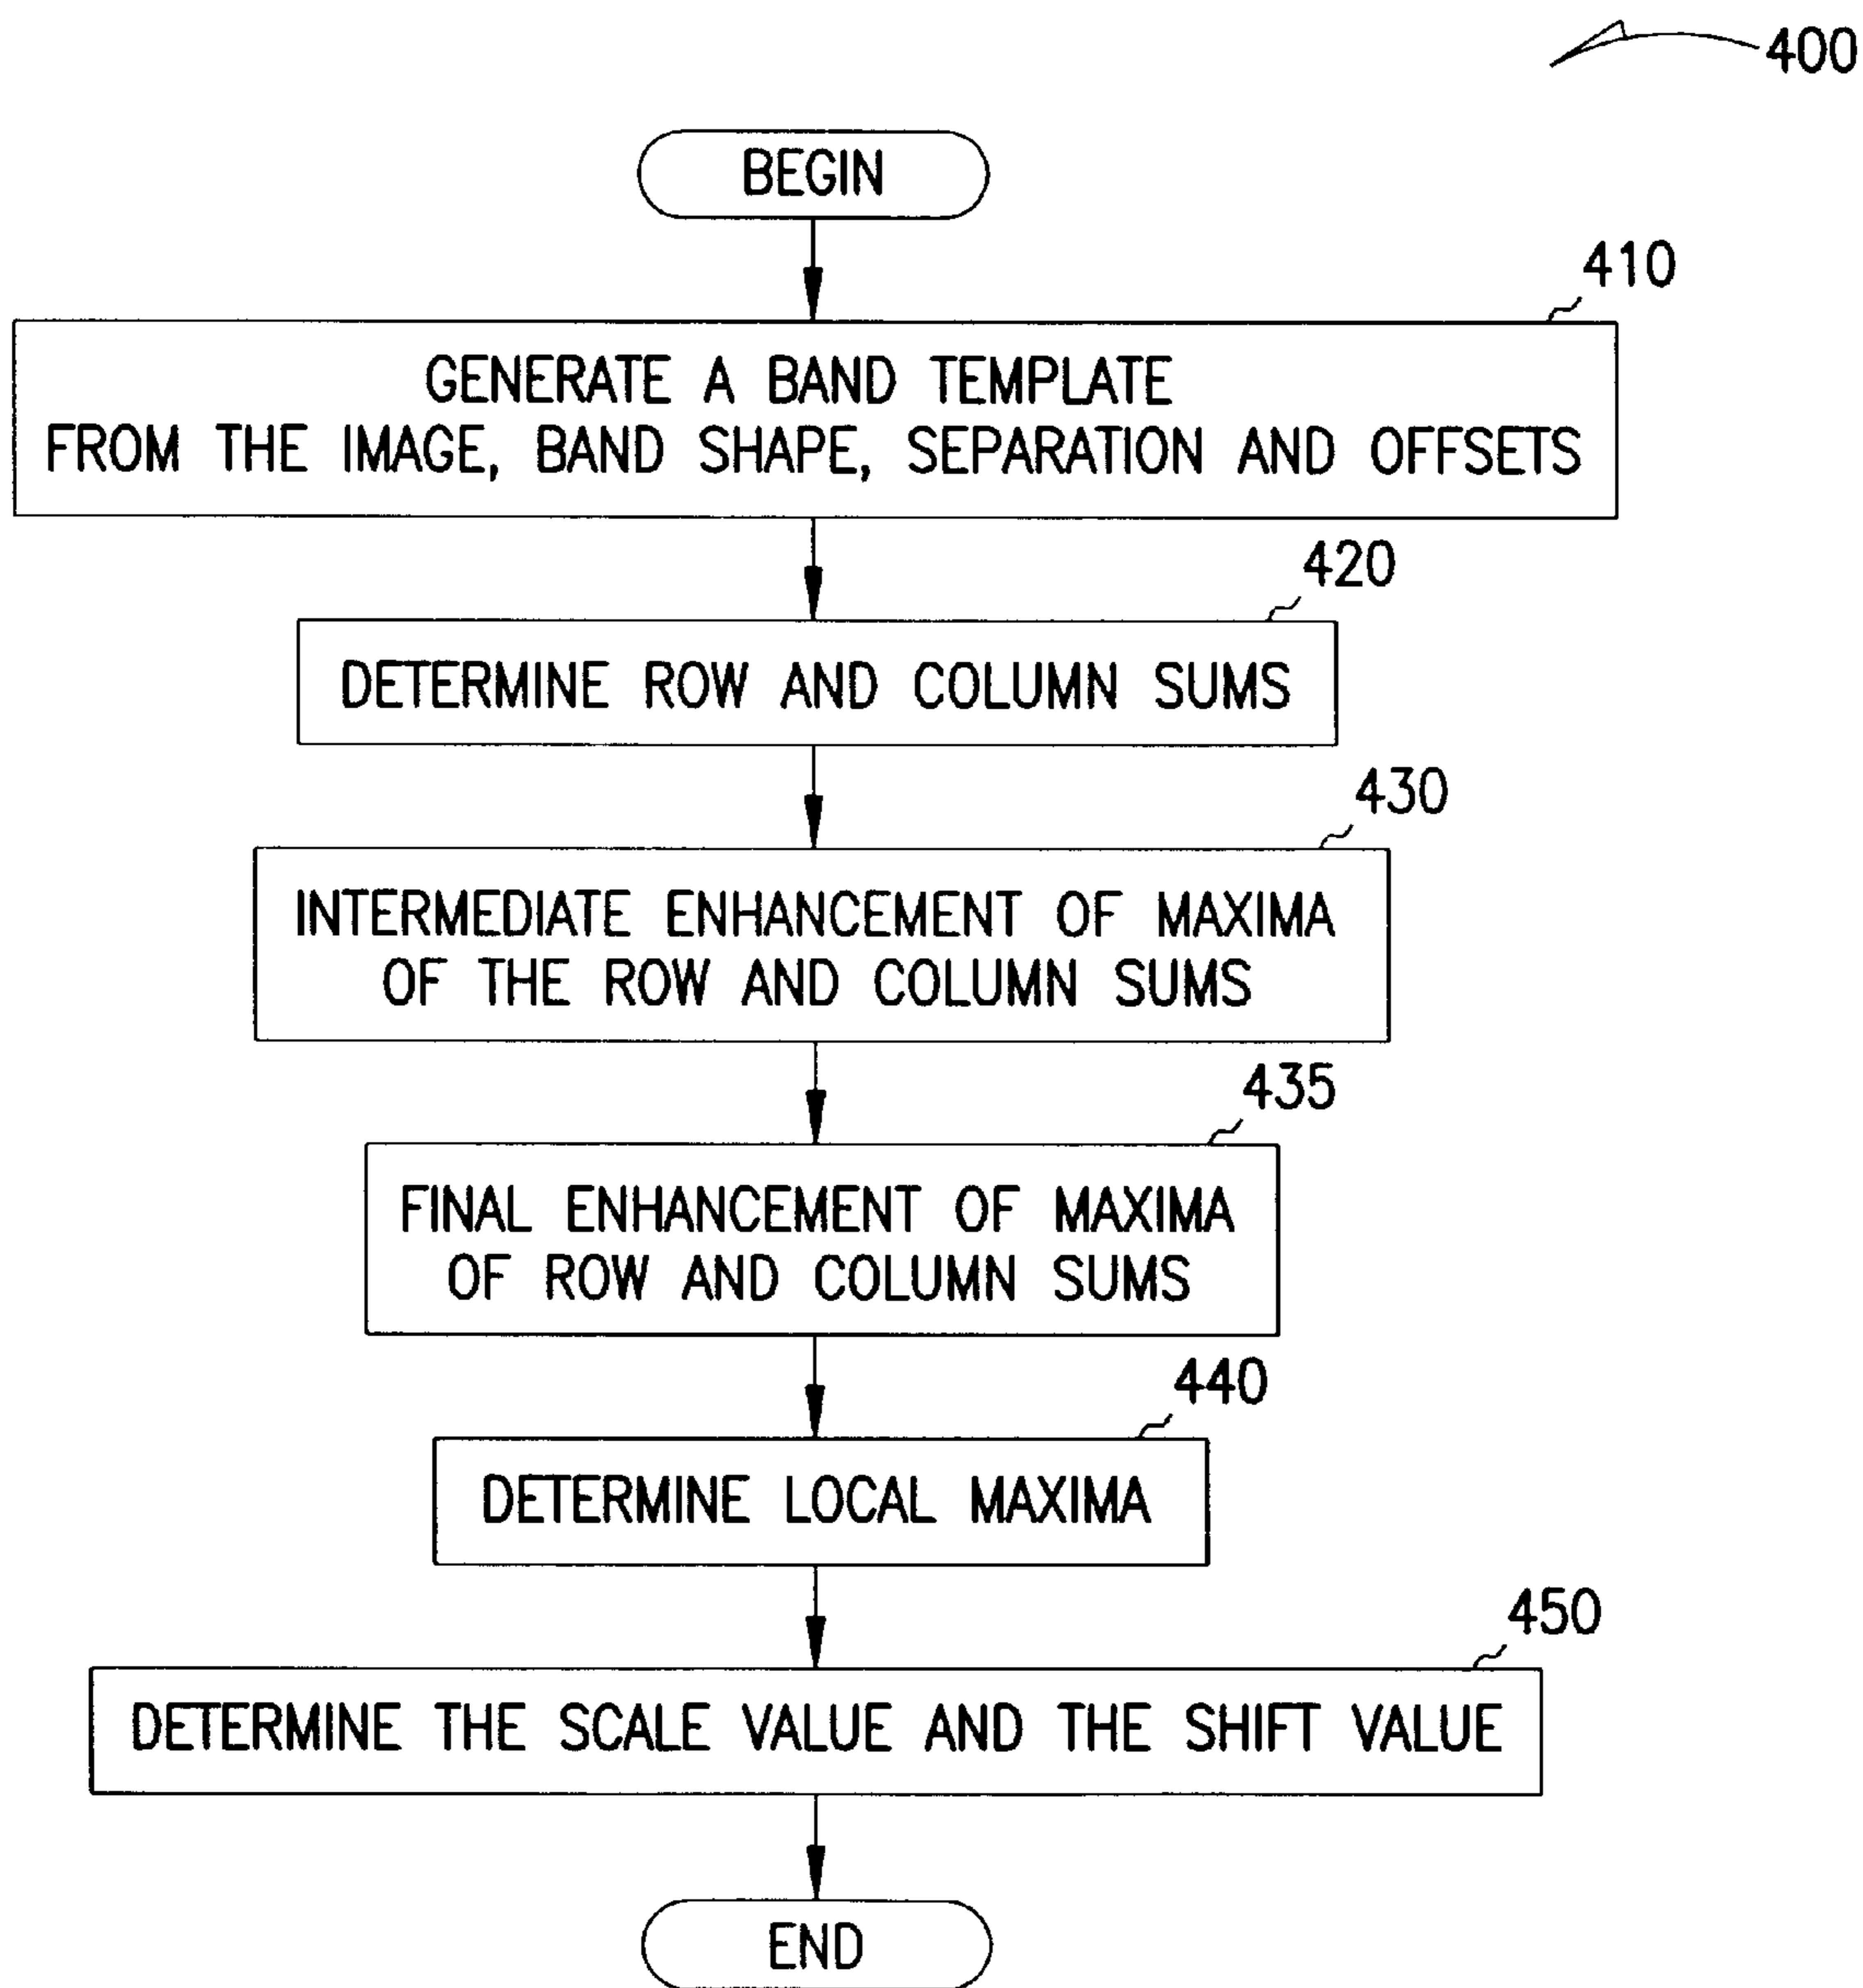 400
BEGIN
410
GENERATE A BAND TEMPLATE
FROM THE IMAGE, BAND SHAPE, SEPARATION AND OFFSETS
420
DETERMINE ROW AND COLUMN SUMS
430
INTERMEDIATE ENHANCEMENT OF MAXIMA
OF THE ROW AND COLUMN SUMS
435
FINAL ENHANCEMENT OF MAXIMA
OF ROW AND COLUMN SUMS
440
DETERMINE LOCAL MAXIMA
450
DETERMINE THE SCALE VALUE AND THE SHIFT VALUE
END